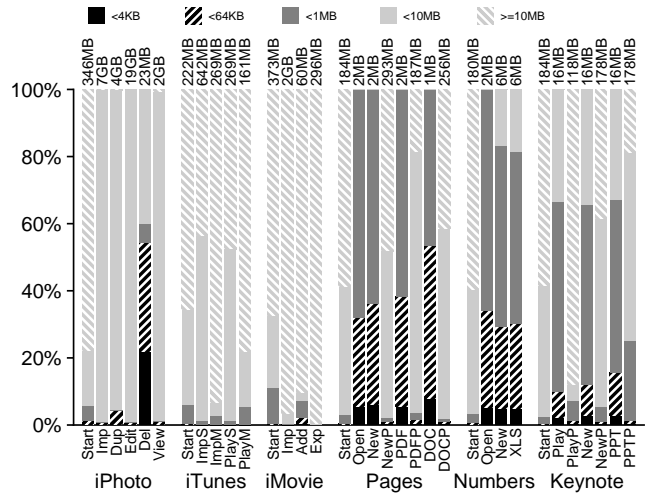 <4KB <64KB <1MB <10MB >=10MB
346MB 7GB 4GB 19GB 23MB 2GB 222MB 642MB 269MB 269MB 161MB 373MB 2GB 60MB 296MB 184MB 2MB 2MB 293MB 2MB 187MB 1MB 256MB 180MB 2MB 6MB 6MB 184MB 16MB 118MB 16MB 178MB 16MB 178MB
100%
80%
60%
40%
20%
0%
Start Imp Dup Edit Del View Start ImpS ImpM PlayS PlayM Start Imp Add Exp Start Open New NewP PDF PDFP DOC DOCP Start Open New XLS Start Play PlayP New NewP PPT PPTP
iPhoto iTunes iMovie Pages Numbers Keynote